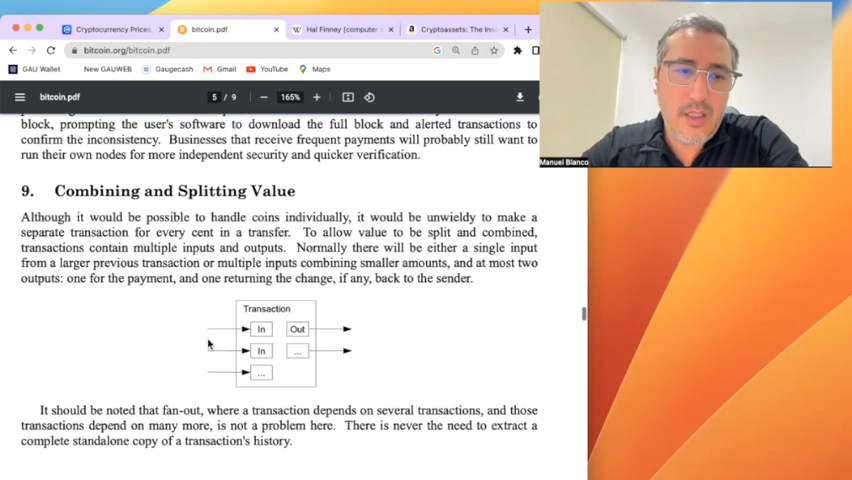 Cryptocurrency Prices,
bitcoin.pdf
Hal Finney (computer s
Cryptoassets: The Inno
bitcoin.org/bitcoin.pdf
GAU Wallet
New GAUWEB
Gaugecash
Gmail
YouTube
Maps
bitcoin.pdf
5 / 9
165%
block, prompting the user's software to download the full block and alerted transactions to
confirm the inconsistency. Businesses that receive frequent payments will probably still want to
run their own nodes for more independent security and quicker verification.
9. Combining and Splitting Value
Although it would be possible to handle coins individually, it would be unwieldy to make a
separate transaction for every cent in a transfer. To allow value to be split and combined,
transactions contain multiple inputs and outputs. Normally there will be either a single input
from a larger previous transaction or multiple inputs combining smaller amounts, and at most two
outputs: one for the payment, and one returning the change, if any, back to the sender.
Transaction
In Out
In ...
...
It should be noted that fan-out, where a transaction depends on several transactions, and those
transactions depend on many more, is not a problem here. There is never the need to extract a
complete standalone copy of a transaction's history.
Manuel Blanco